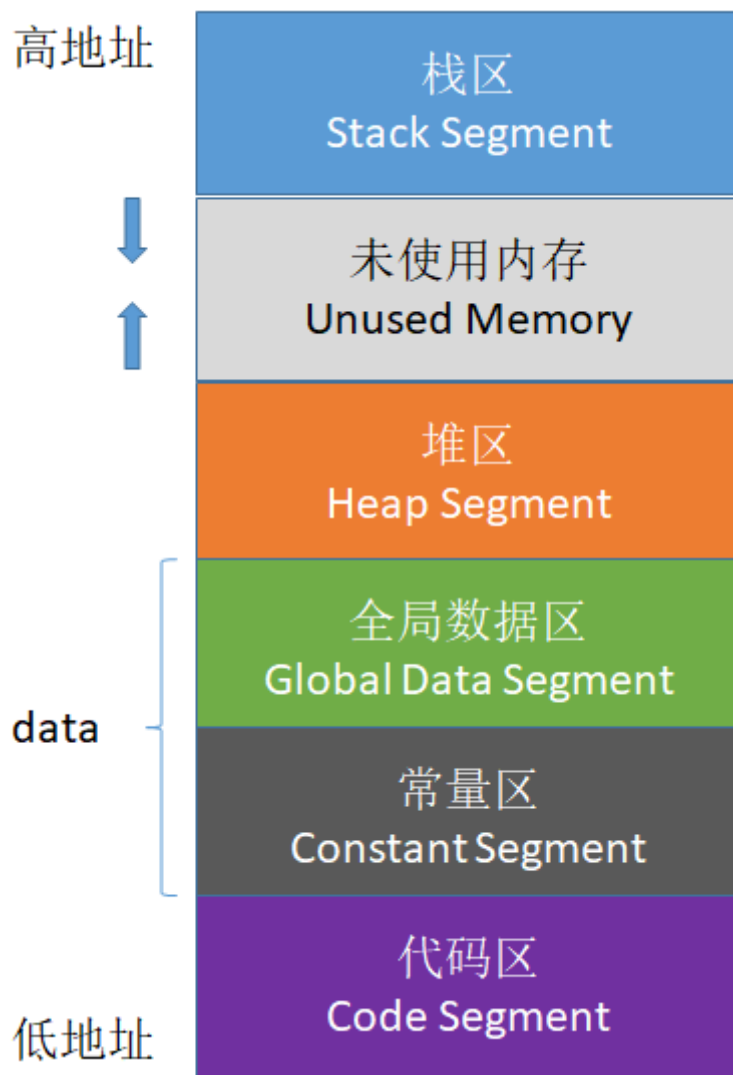 高地址
栈区
Stack Segment
未使用内存
Unused Memory
堆区
Heap Segment
全局数据区
Global Data Segment
data
常量区
Constant Segment
代码区
Code Segment
低地址